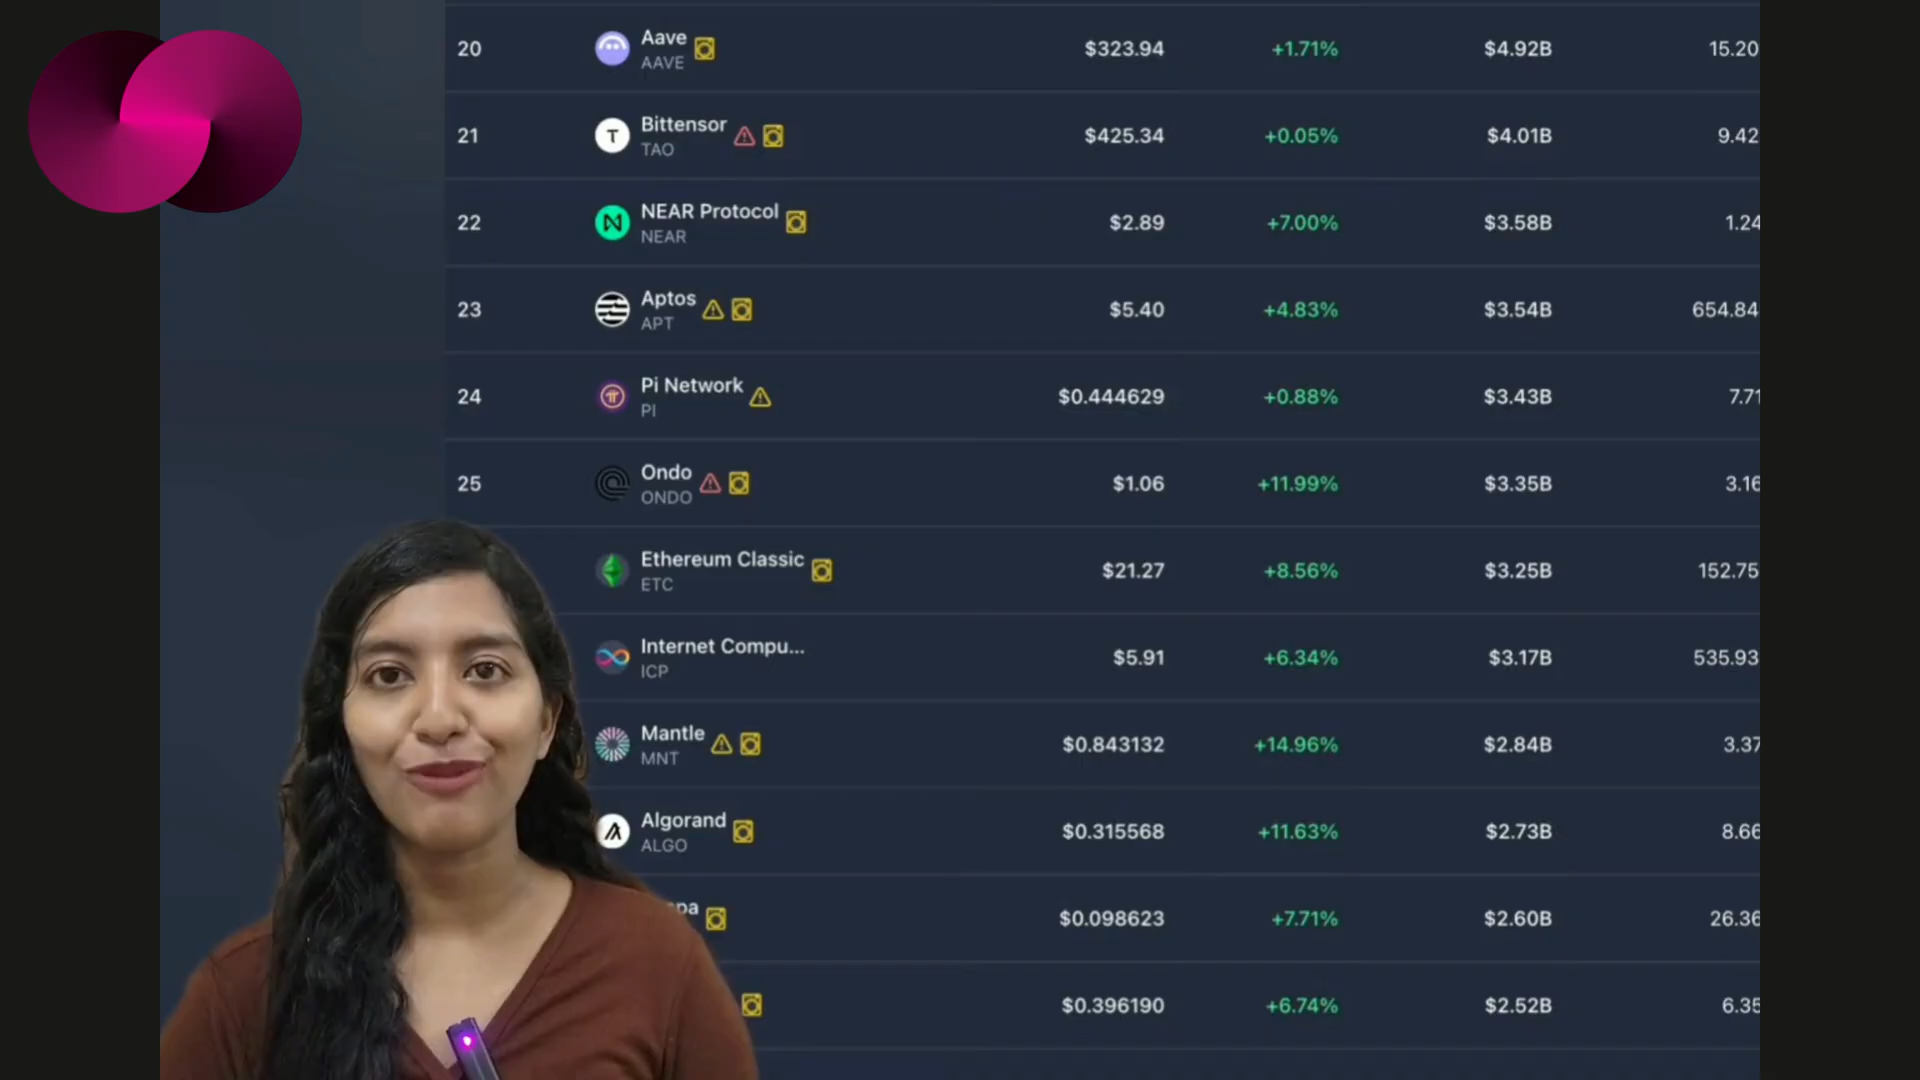 20 Aave $323.94 +1.71% $4.92B 15.20
AAVE
21 Bittensor $425.34 +0.05% $4.01B 9.42
TAO
22 NEAR Protocol $2.89 +7.00% $3.58B 1.24
NEAR
23 Aptos $5.40 +4.83% $3.54B 654.84
APT
24 Pi Network $0.444629 +0.88% $3.43B 7.71
PI
25 Ondo $1.06 +11.99% $3.35B 3.16
ONDO
Ethereum Classic $21.27 +8.56% $3.25B 152.75
ETC
Internet Compu... $5.91 +6.34% $3.17B 535.93
ICP
Mantle $0.843132 +14.96% $2.84B 3.37
MNT
Algorand $0.315568 +11.63% $2.73B 8.66
ALGO
pa $0.098623 +7.71% $2.60B 26.36
$0.396190 +6.74% $2.52B 6.35